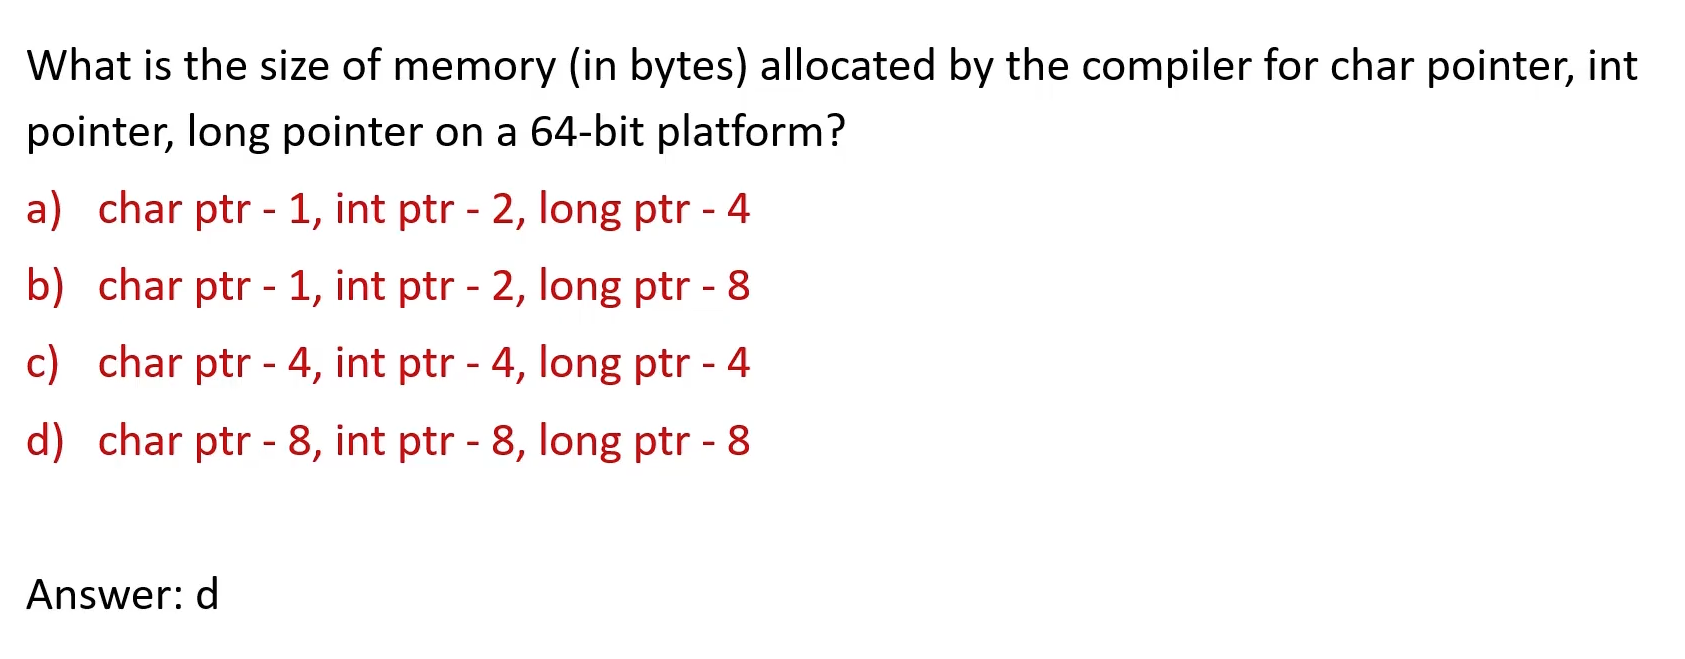 What is the size of memory (in bytes) allocated by the compiler for char pointer, int
pointer, long pointer on a 64-bit platform?
a) char ptr - 1, int ptr - 2, long ptr - 4
b) char ptr - 1, int ptr - 2, long ptr - 8
c) char ptr - 4, int ptr - 4, long ptr - 4
d) char ptr - 8, int ptr - 8, long ptr - 8
Answer: d